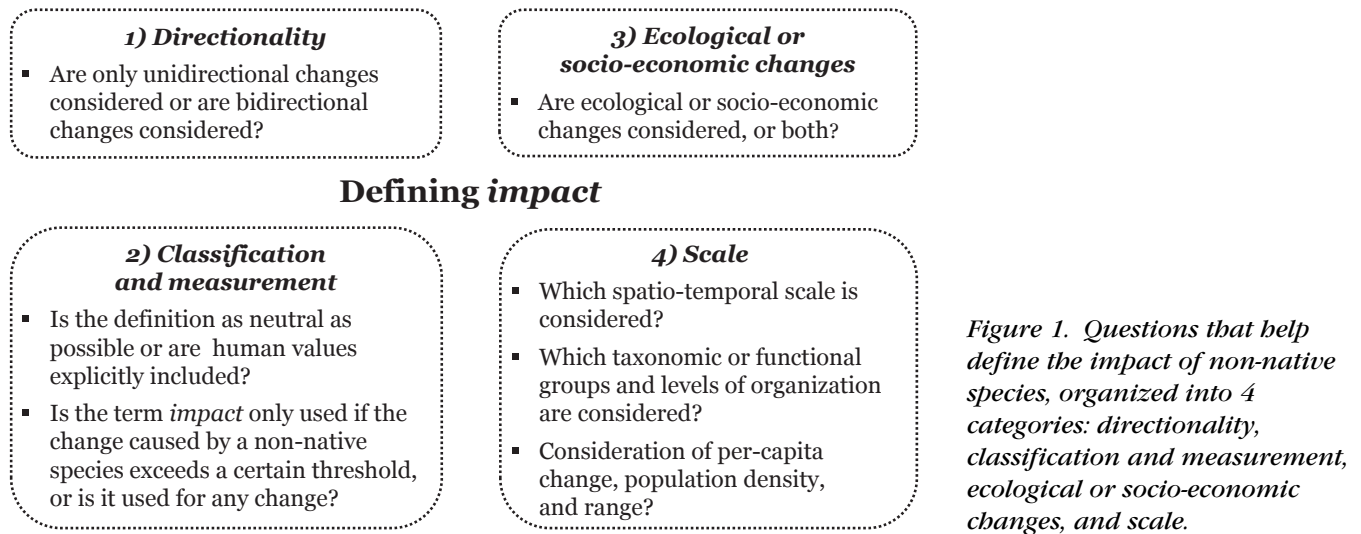 1) Directionality
▪ Are only unidirectional changes
considered or are bidirectional
changes considered?
3) Ecological or
socio-economic changes
▪ Are ecological or socio-economic
changes considered, or both?
Defining impact
2) Classification
and measurement
▪ Is the definition as neutral as
possible or are human values
explicitly included?
▪ Is the term impact only used if the
change caused by a non-native
species exceeds a certain threshold,
or is it used for any change?
4) Scale
▪ Which spatio-temporal scale is
considered?
▪ Which taxonomic or functional
groups and levels of organization
are considered?
▪ Consideration of per-capita
change, population density,
and range?
Figure 1. Questions that help
define the impact of non-native
species, organized into 4
categories: directionality,
classification and measurement,
ecological or socio-economic
changes, and scale.